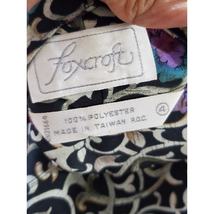 foxcroft
100% POLYESTER
MADE IN TAIWAN R.O.C.
4